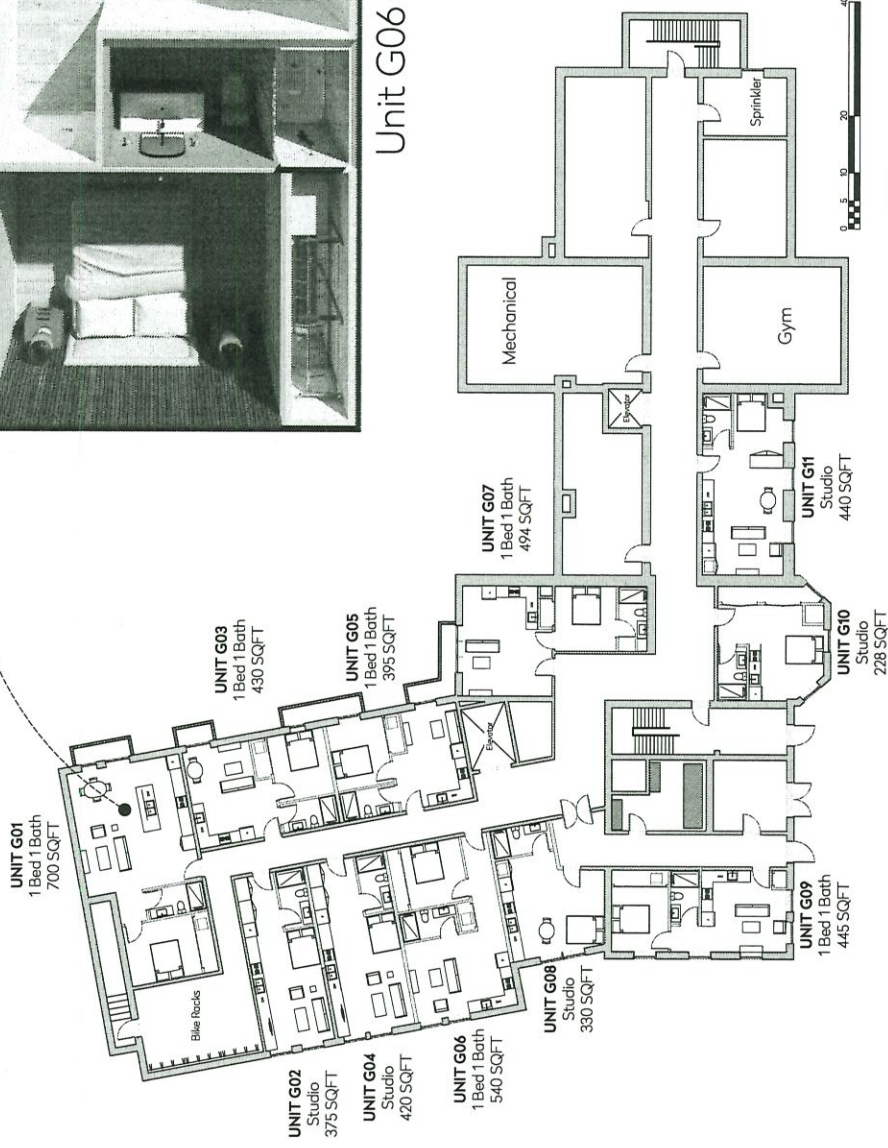 Unit G06
UNIT G01
1 Bed 1 Bath
700 SQFT
UNIT G03
1 Bed 1 Bath
430 SQFT
UNIT G05
1 Bed 1 Bath
395 SQFT
UNIT G07
1 Bed 1 Bath
494 SQFT
Mechanical
Sprinkler
Gym
Elevator
Elevator
Bike Racks
UNIT G02
Studio
375 SQFT
UNIT G04
Studio
420 SQFT
UNIT G06
1 Bed 1 Bath
540 SQFT
UNIT G08
Studio
330 SQFT
UNIT G09
1 Bed 1 Bath
445 SQFT
UNIT G10
Studio
228 SQFT
UNIT G11
Studio
440 SQFT
0 5 10 20 40